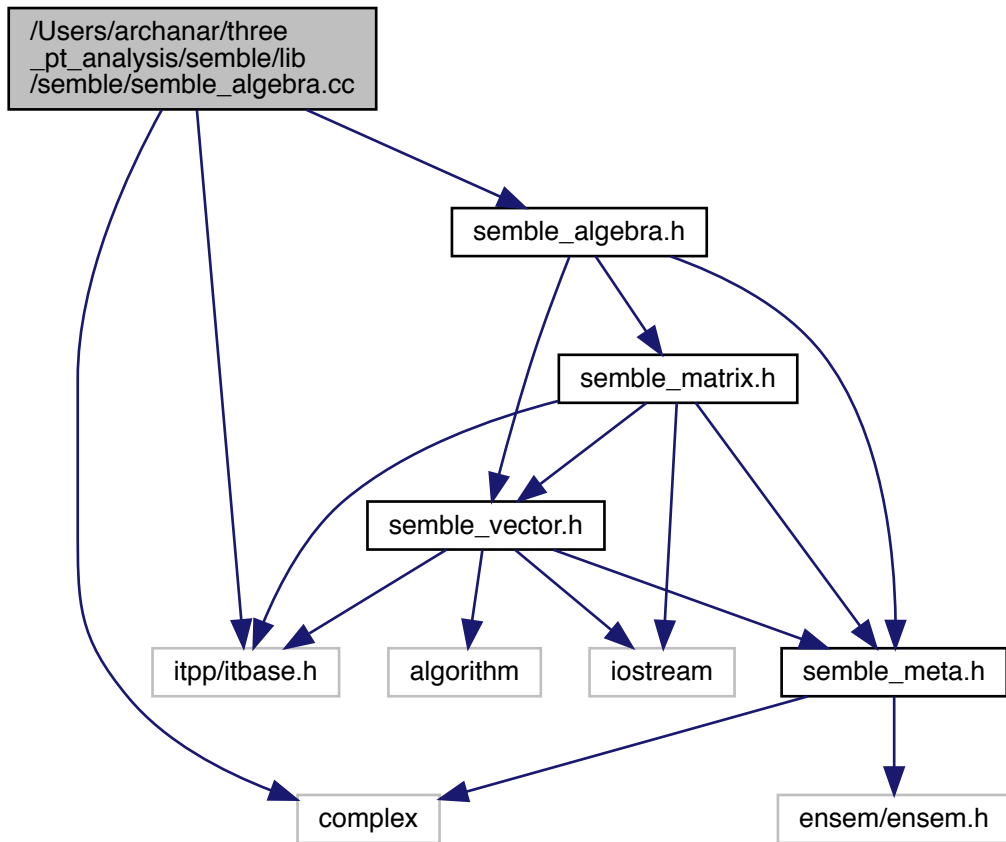 /Users/archanar/three
_pt_analysis/semble/lib
/semble/semble_algebra.cc
semble_algebra.h
semble_matrix.h
semble_vector.h
itpp/itbase.h
algorithm
iostream
semble_meta.h
complex
ensem/ensem.h